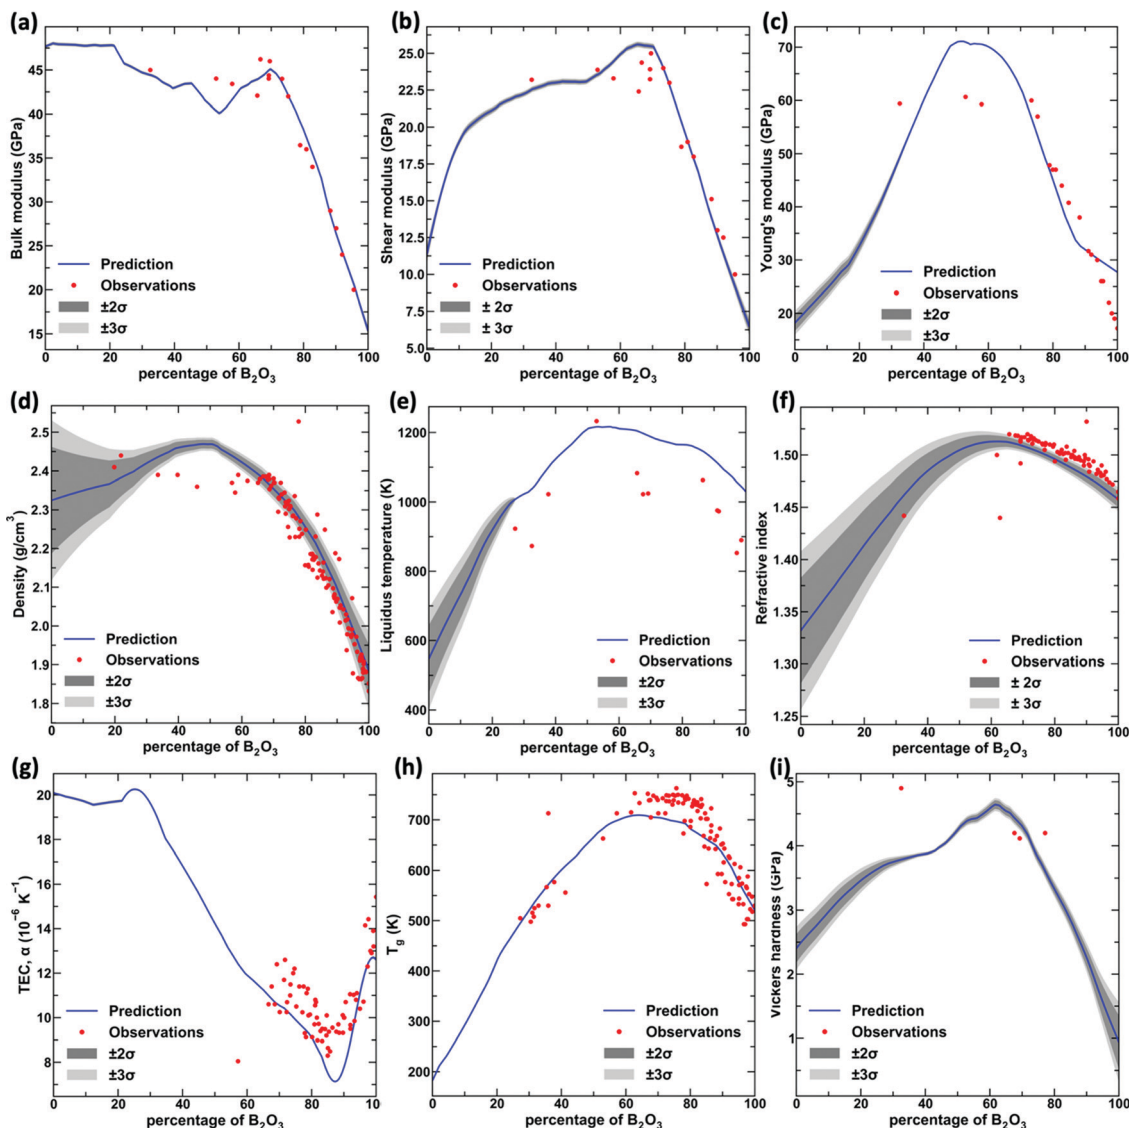 (a)
45
40
35
30
25
20
15
Bulk modulus (GPa)
Prediction
Observations
±2σ
±3σ
0 20 40 60 80 100
percentage of B₂O₃
(b)
25.0
22.5
20.0
17.5
15.0
12.5
10.0
7.5
5.0
Shear modulus (GPa)
Prediction
Observations
± 2σ
± 3σ
0 20 40 60 80 100
percentage of B₂O₃
(c)
70
60
50
40
30
20
Young's modulus (GPa)
Prediction
Observations
±2σ
±3σ
0 20 40 60 80 100
percentage of B₂O₃
(d)
2.5
2.4
2.3
2.2
2.1
2.0
1.9
1.8
Density (g/cm³)
Prediction
Observations
±2σ
±3σ
0 20 40 60 80 100
percentage of B₂O₃
(e)
1200
1000
800
600
400
Liquidus temperature (K)
Prediction
Observations
±2σ
±3σ
0 20 40 60 80 100
percentage of B₂O₃
(f)
1.50
1.45
1.40
1.35
1.30
1.25
Refractive index
Prediction
Observations
± 2σ
± 3σ
0 20 40 60 80 100
percentage of B₂O₃
(g)
20
18
16
14
12
10
8
TEC, α (10⁻⁶ K⁻¹)
Prediction
Observations
±2σ
±3σ
0 20 40 60 80 100
percentage of B₂O₃
(h)
700
600
500
400
300
200
T_g (K)
Prediction
Observations
±2σ
±3σ
0 20 40 60 80 100
percentage of B₂O₃
(i)
5
4
3
2
1
Vickers hardness (GPa)
Prediction
Observations
±2σ
±3σ
0 20 40 60 80 100
percentage of B₂O₃